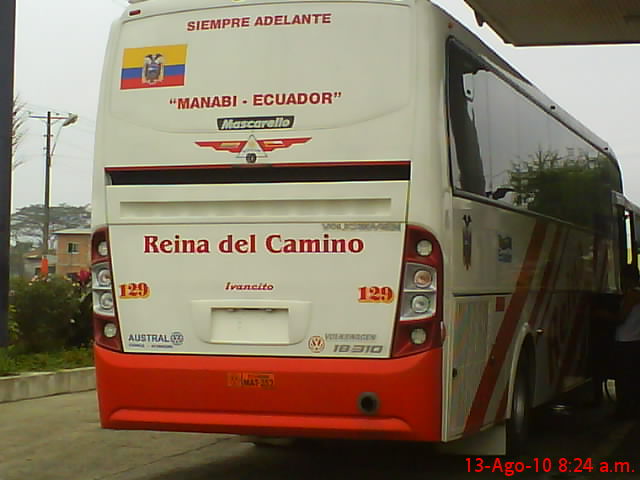 SIEMPRE ADELANTE
"MANABI - ECUADOR"
Mascarello
VOLKSWAGEN
Reina del Camino
129
Ivancito
129
AUSTRAL
VOLKSWAGEN
18-310
13-Ago-10 8:24 a.m.